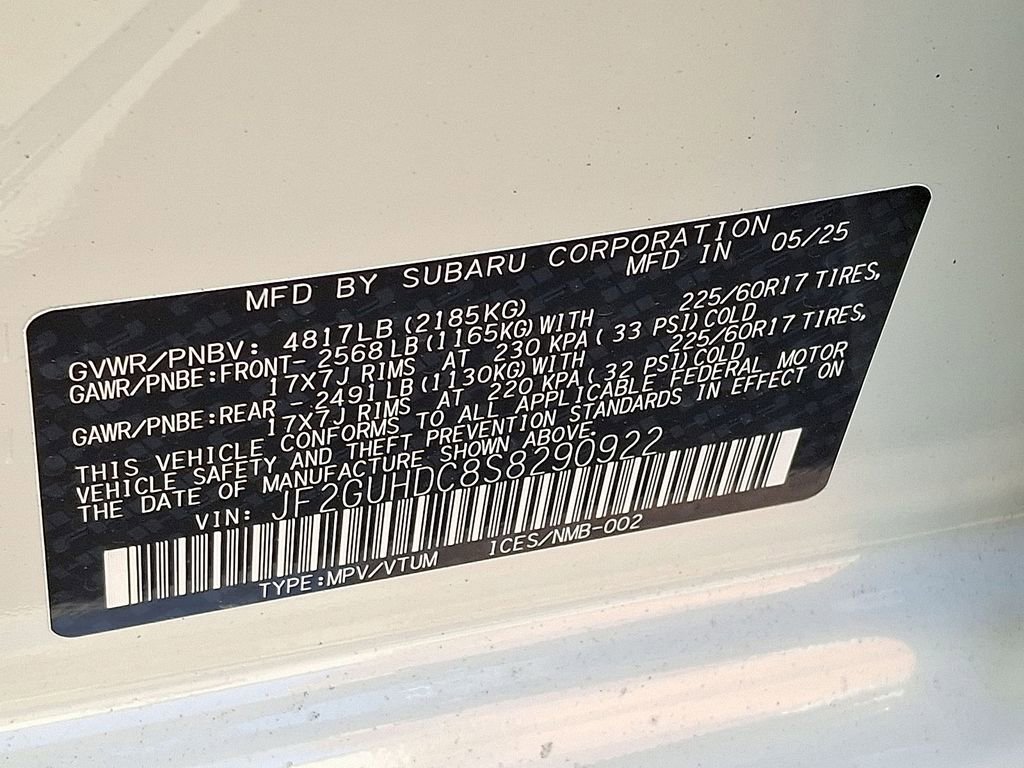 MFD BY SUBARU CORPORATION
MFD IN 05/25
GVWR/PNBV: 4817LB (2185KG)
GAWR/PNBE:FRONT- 2568LB (1165KG) WITH 225/60R17 TIRES,
17X7J RIMS AT 230 KPA ( 33 PSI) COLD
GAWR/PNBE:REAR - 2491LB (1130KG) WITH 225/60R17 TIRES,
17X7J RIMS AT 220 KPA ( 32 PSI) COLD
THIS VEHICLE CONFORMS TO ALL APPLICABLE FEDERAL MOTOR
VEHICLE SAFETY AND THEFT PREVENTION STANDARDS IN EFFECT ON
THE DATE OF MANUFACTURE SHOWN ABOVE.
VIN: JF2GUHDC8S8290922
TYPE:MPV/VTUM ICES/NMB-002